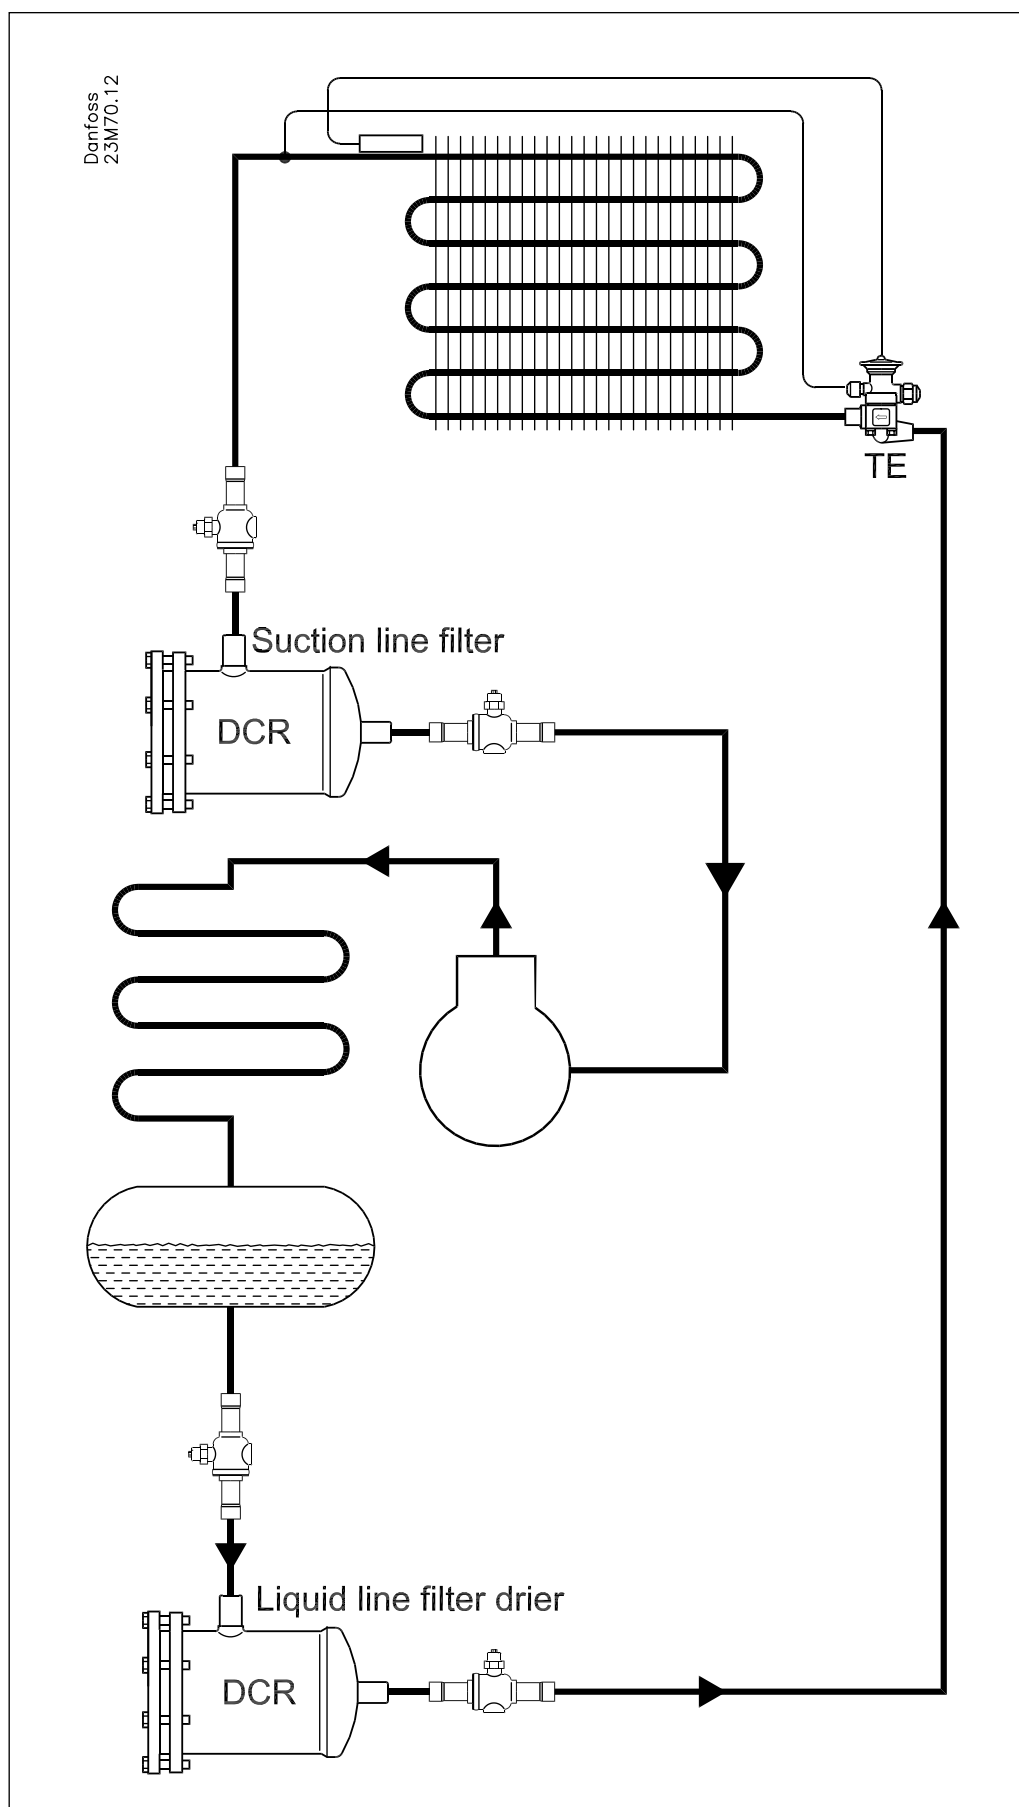 Danfoss
23M70.12
TE
Suction line filter
DCR
Liquid line filter drier
DCR